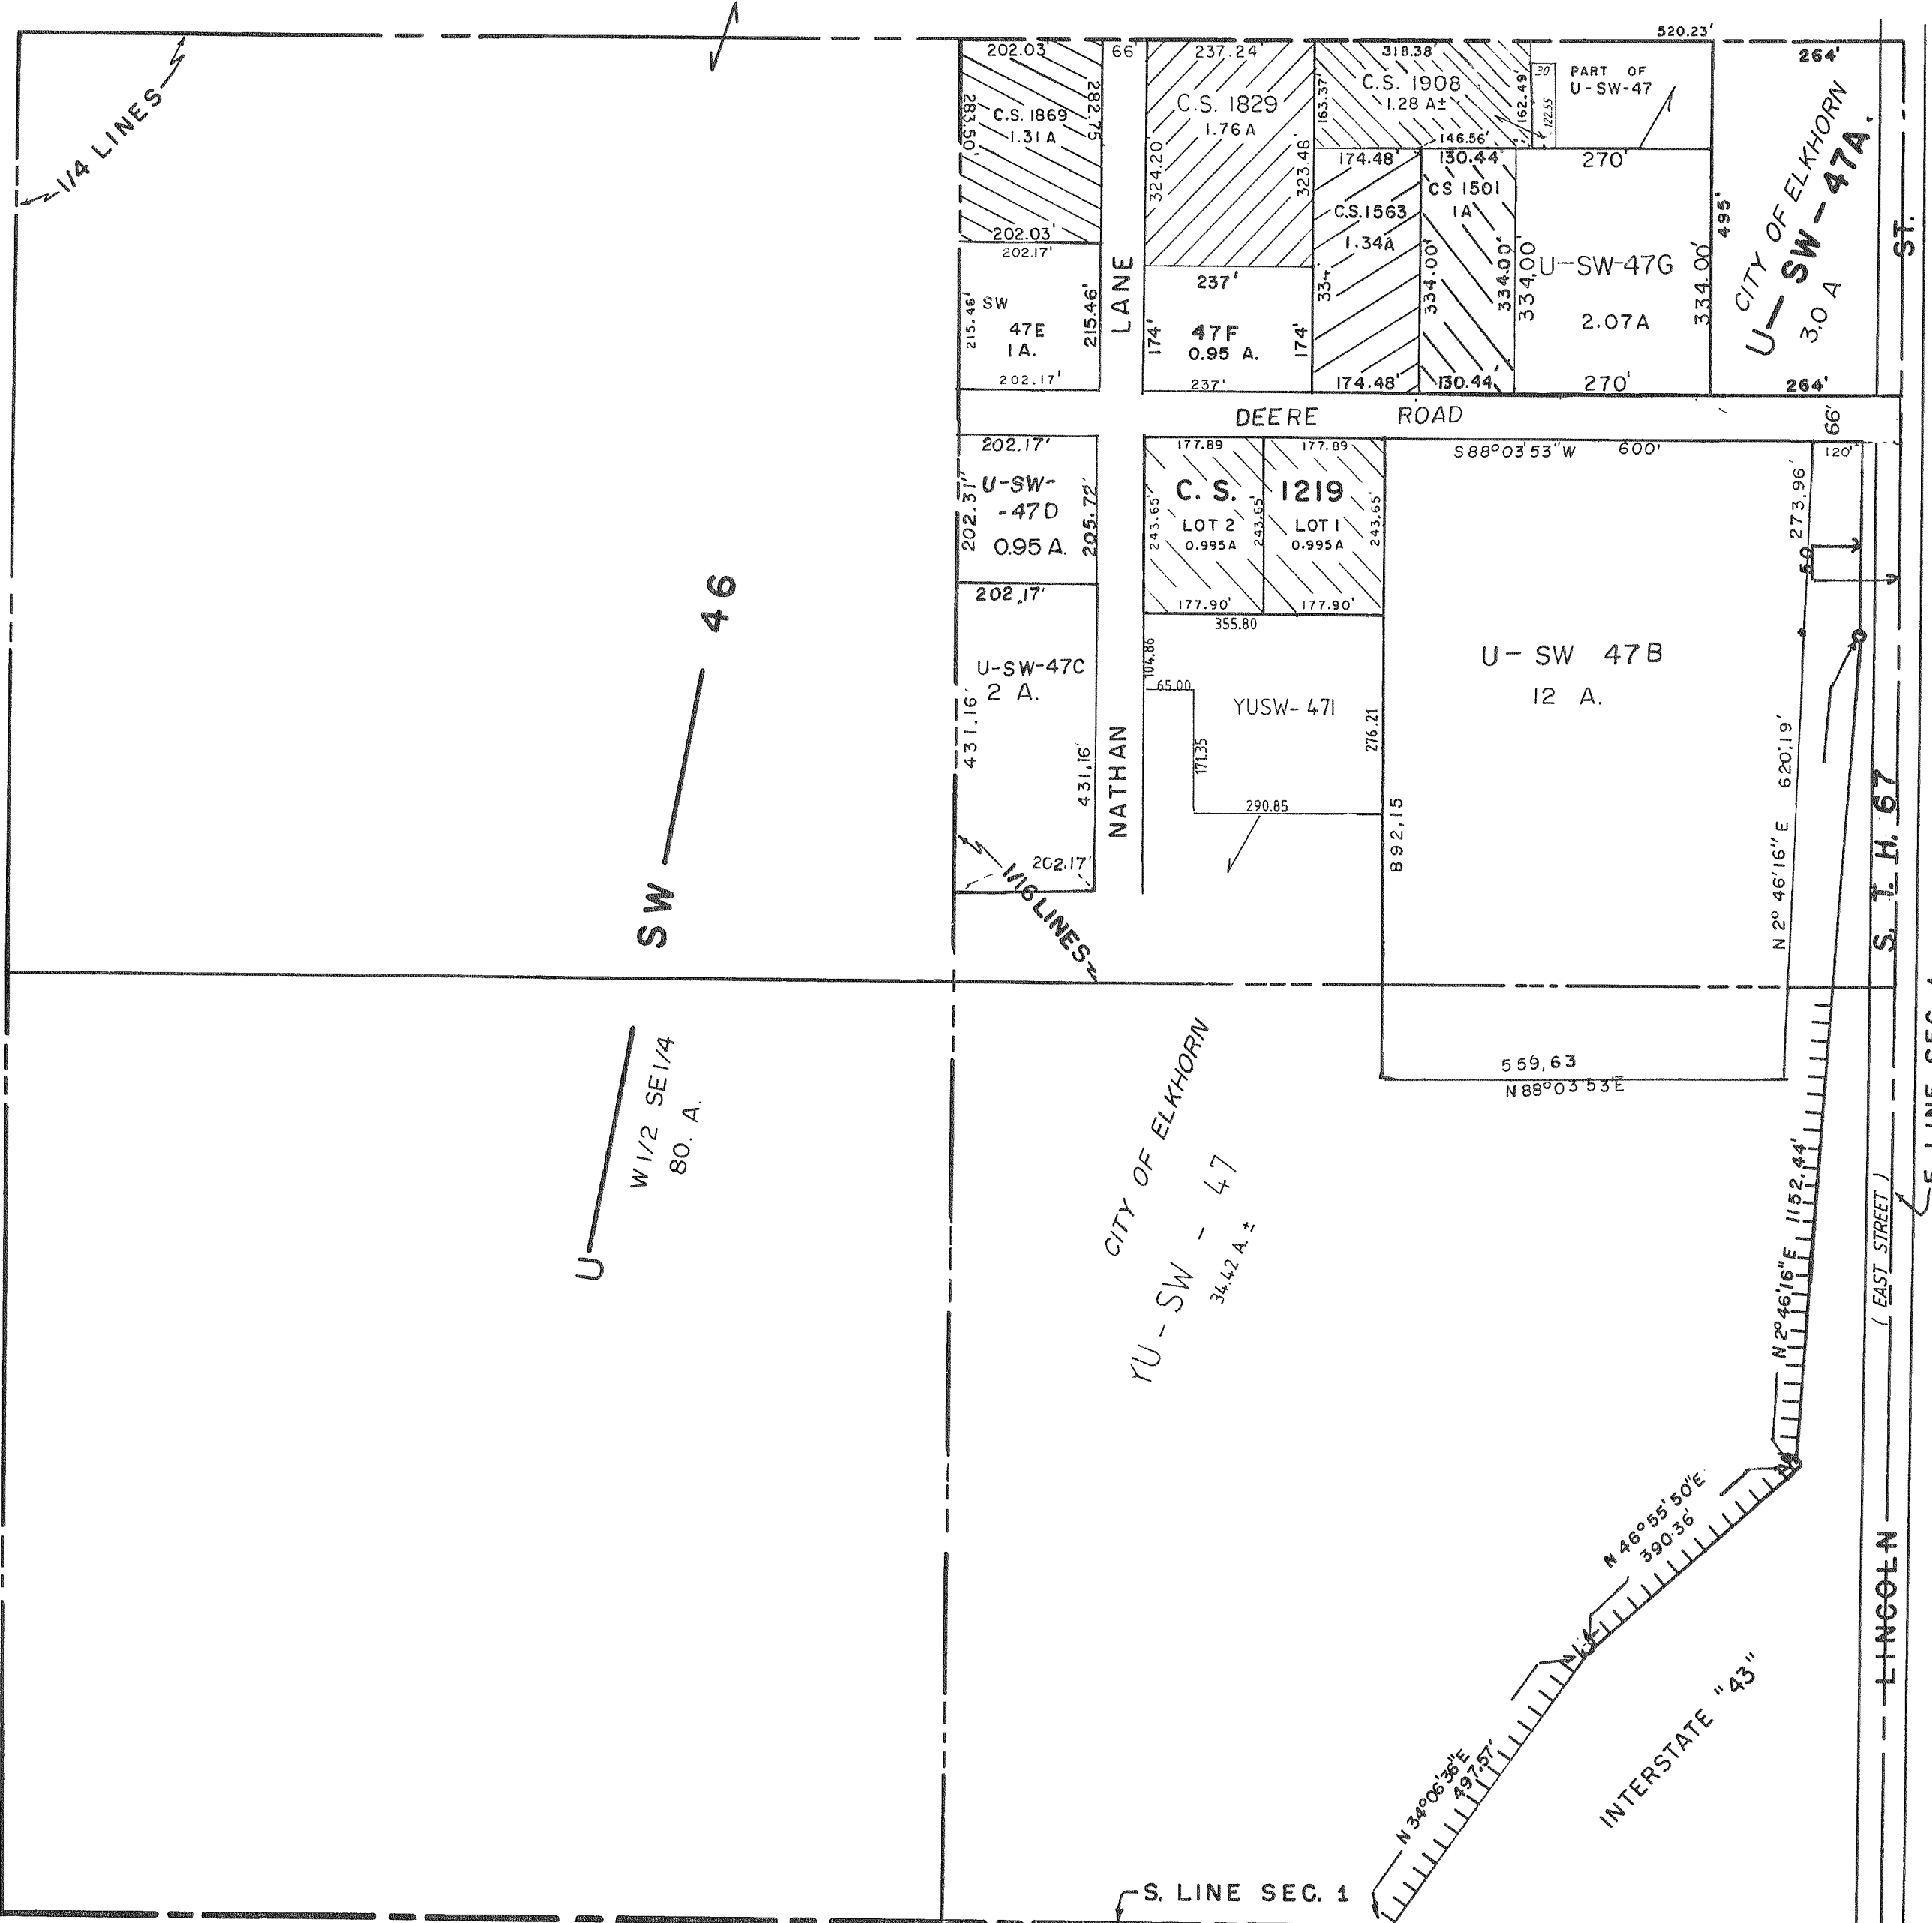 1/4 LINES
202.03'
283.50'
282.75
C.S. 1869
1.31 A
202.03'
66'
237.24'
C.S. 1829
1.76 A
324.20'
323.48'
318.38'
C.S. 1908
1.28 A±
163.37'
162.49'
146.56'
30
122.55
PART OF
U-SW-47
520.23'
264'
CITY OF ELKHORN
U-SW-47A.
3.0 A
495'
264'
ST.
202.17'
215.46'
SW
47E
1A.
215.46'
202.17'
LANE
237'
174'
47F
0.95 A.
174'
237'
174.48'
C.S.1563
1.34A
334'
334.00'
174.48'
130.44'
CS 1501
1A
334.00'
130.44'
270'
334.00'
U-SW-47G
2.07A
334.00'
270'
DEERE ROAD
66'
202.17'
202.31'
U-SW-
-47D
0.95 A.
205.72'
202.17'
U-SW-47C
2 A.
431.16'
431.16'
202.17'
NATHAN
177.89
177.89
C. S. 1219
LOT 2
0.995A
LOT 1
0.995A
243.65'
243.65'
243.65'
177.90'
177.90'
355.80
104.86
65.00
171.35
YUSW-47I
276.21
290.85
892.15
S88°03'53"W 600'
120'
273.96'
50
U-SW 47B
12 A.
N 2° 46'16" E 620.19'
559.63
N 88°03'53E
S. T. H. 67
1/16 LINES
U SW 46
W 1/2 SE 1/4
80. A.
CITY OF ELKHORN
YU - SW - 47
34.42 A. ±
N 2° 46'16"E 1152.44'
( EAST STREET )
E. LINE SEC. 1
N 46° 55' 50"E
390.36'
N 34°06'36"E
497.57'
INTERSTATE "43"
LINCOLN
S. LINE SEC. 1